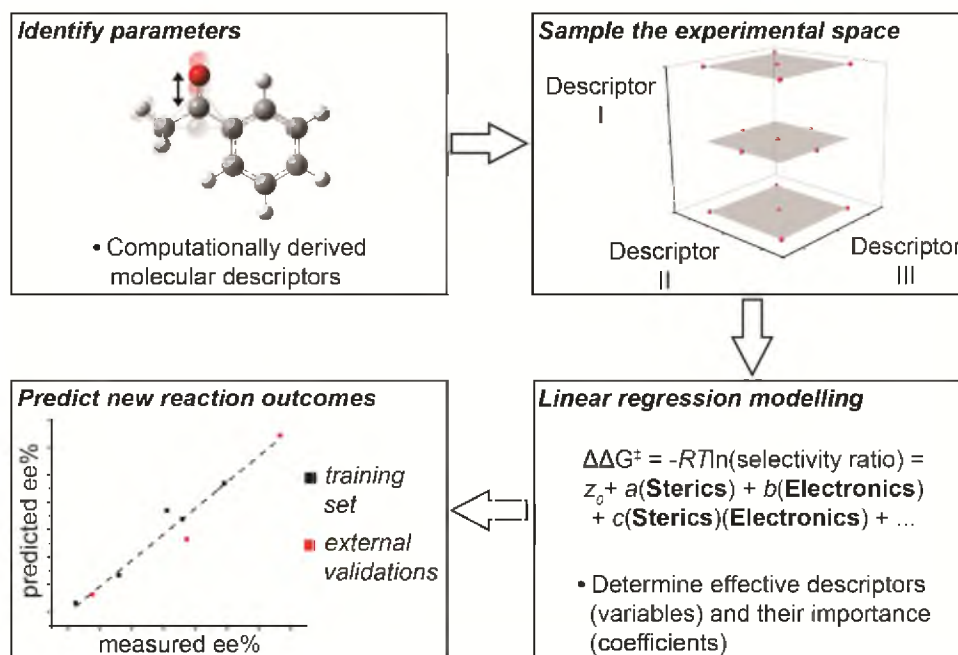 Identify parameters
• Computationally derived
molecular descriptors
Sample the experimental space
Descriptor
I
Descriptor
II
Descriptor
III
Predict new reaction outcomes
predicted ee%
measured ee%
training
set
external
validations
Linear regression modelling
ΔΔG‡ = -RTln(selectivity ratio) =
z₀ + a(Sterics) + b(Electronics)
+ c(Sterics)(Electronics) + ...
• Determine effective descriptors
(variables) and their importance
(coefficients)